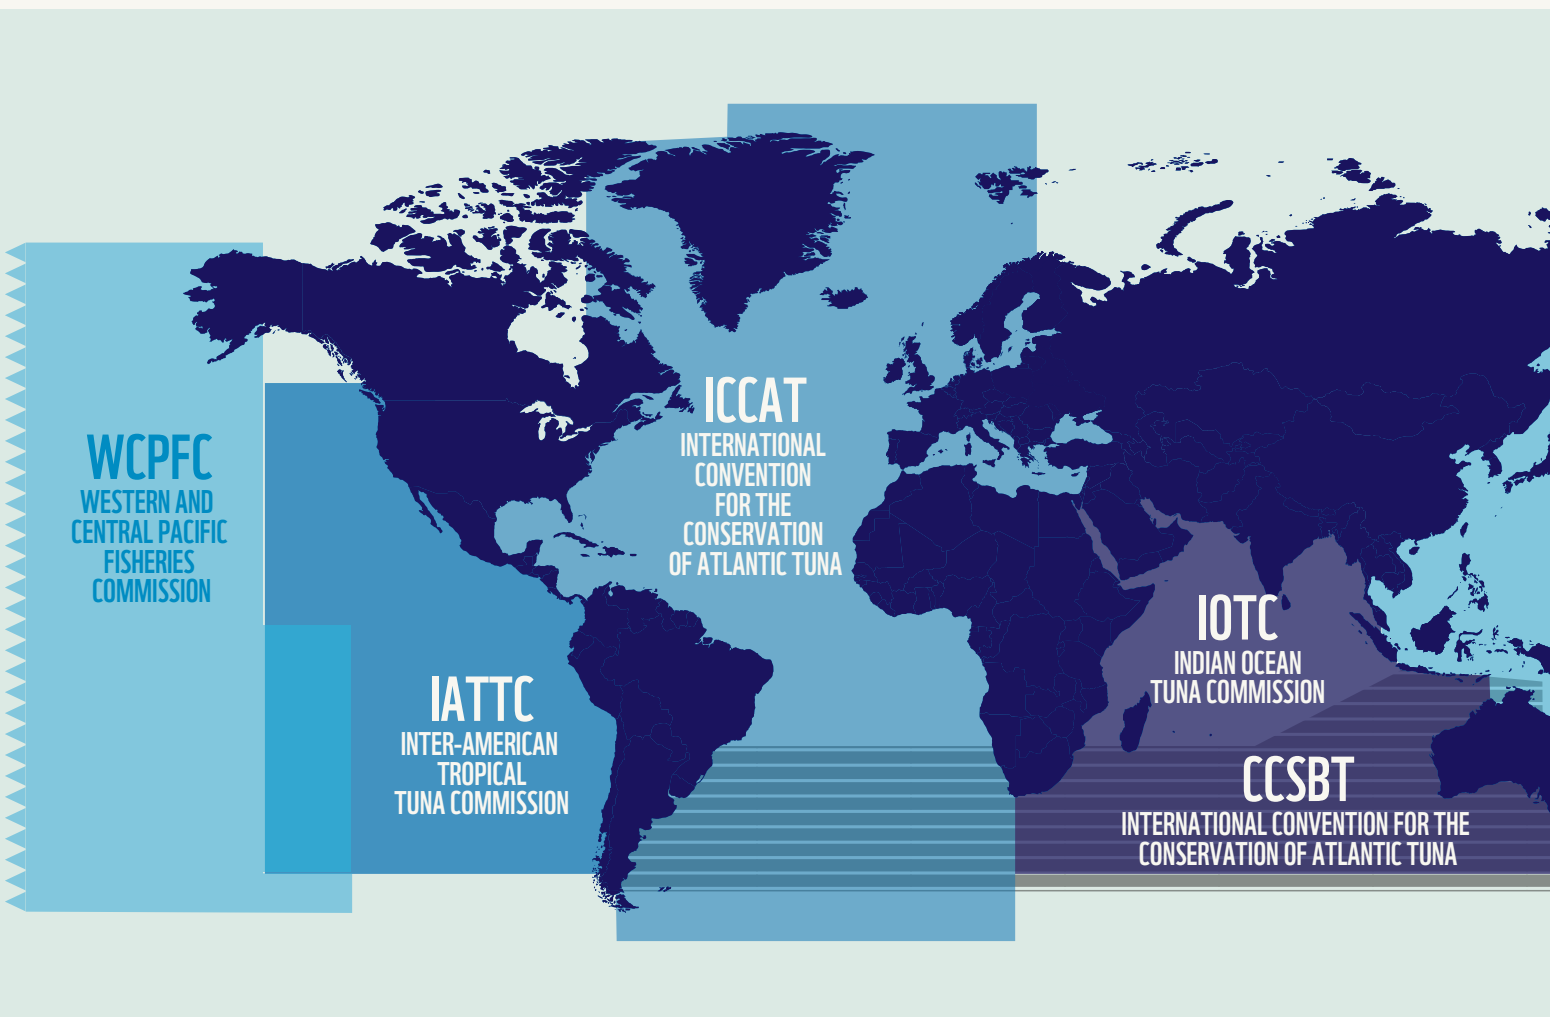 WCPFC
WESTERN AND
CENTRAL PACIFIC
FISHERIES
COMMISSION
IATTC
INTER-AMERICAN
TROPICAL
TUNA COMMISSION
ICCAT
INTERNATIONAL
CONVENTION
FOR THE
CONSERVATION
OF ATLANTIC TUNA
IOTC
INDIAN OCEAN
TUNA COMMISSION
CCSBT
INTERNATIONAL CONVENTION FOR THE
CONSERVATION OF ATLANTIC TUNA